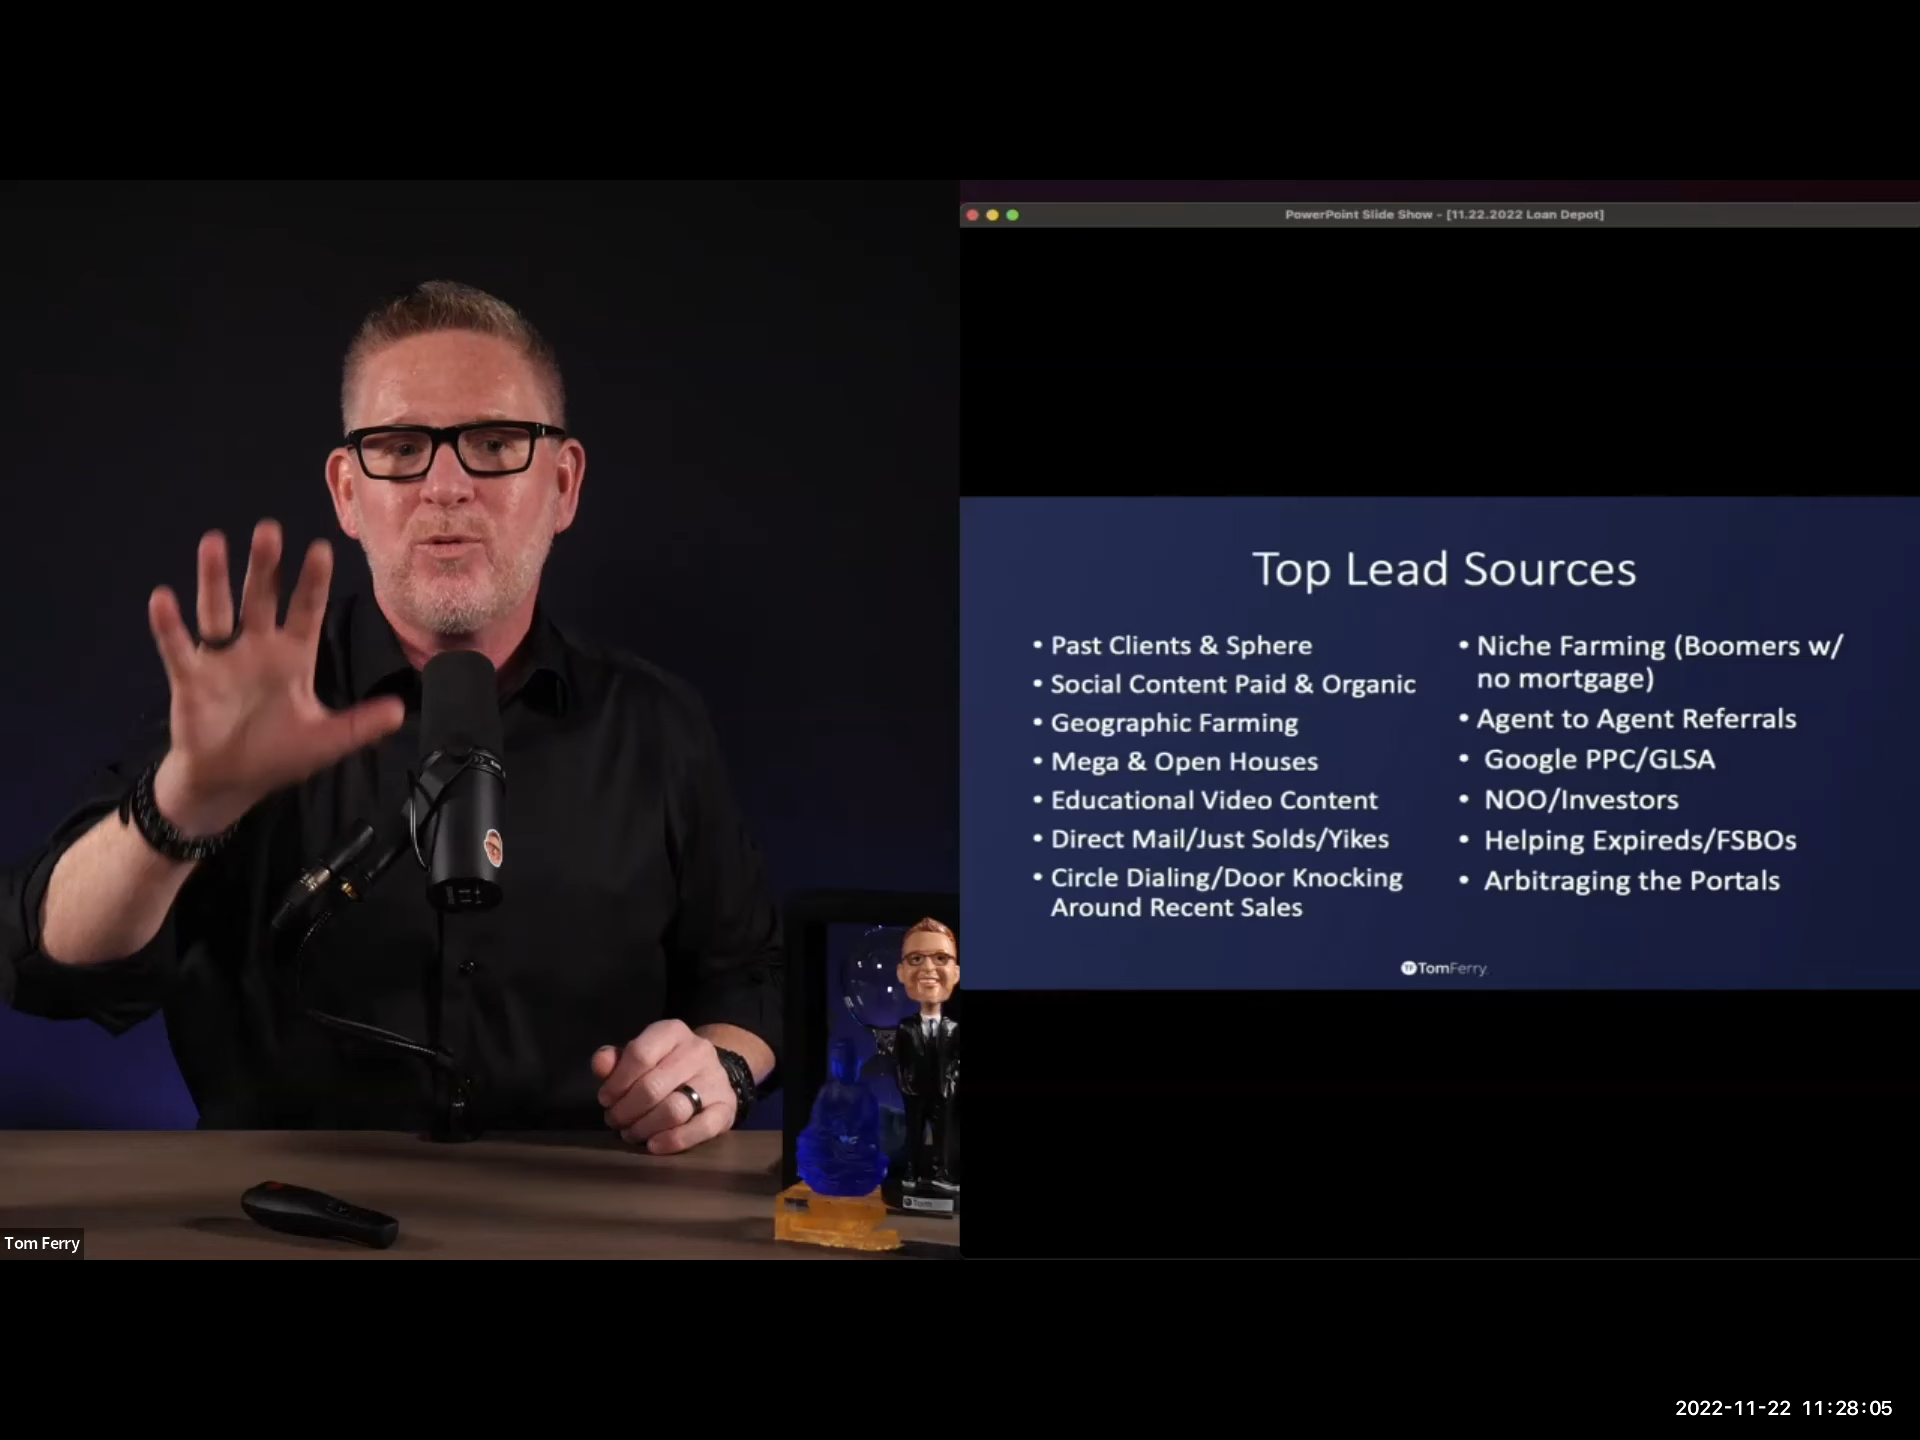 PowerPoint Slide Show - [11.22.2022 Loan Depot]
Top Lead Sources
• Past Clients & Sphere
• Social Content Paid & Organic
• Geographic Farming
• Mega & Open Houses
• Educational Video Content
• Direct Mail/Just Solds/Yikes
• Circle Dialing/Door Knocking
Around Recent Sales
• Niche Farming (Boomers w/
no mortgage)
• Agent to Agent Referrals
• Google PPC/GLSA
• NOO/Investors
• Helping Expireds/FSBOs
• Arbitraging the Portals
TF TomFerry
Tom Ferry
2022-11-22 11:28:05